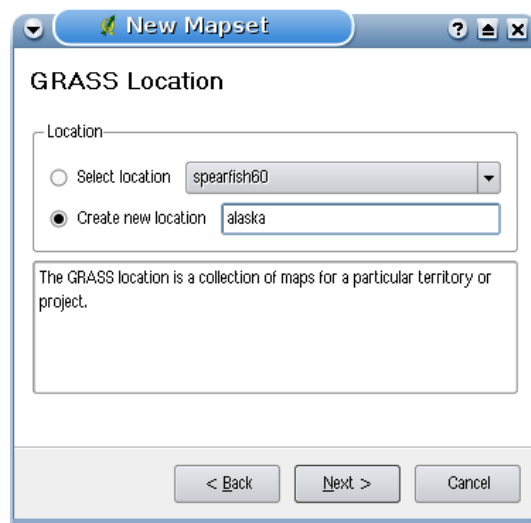 New Mapset
GRASS Location
Location
Select location spearfish60
Create new location alaska
The GRASS location is a collection of maps for a particular territory or
project.
< Back Next > Cancel